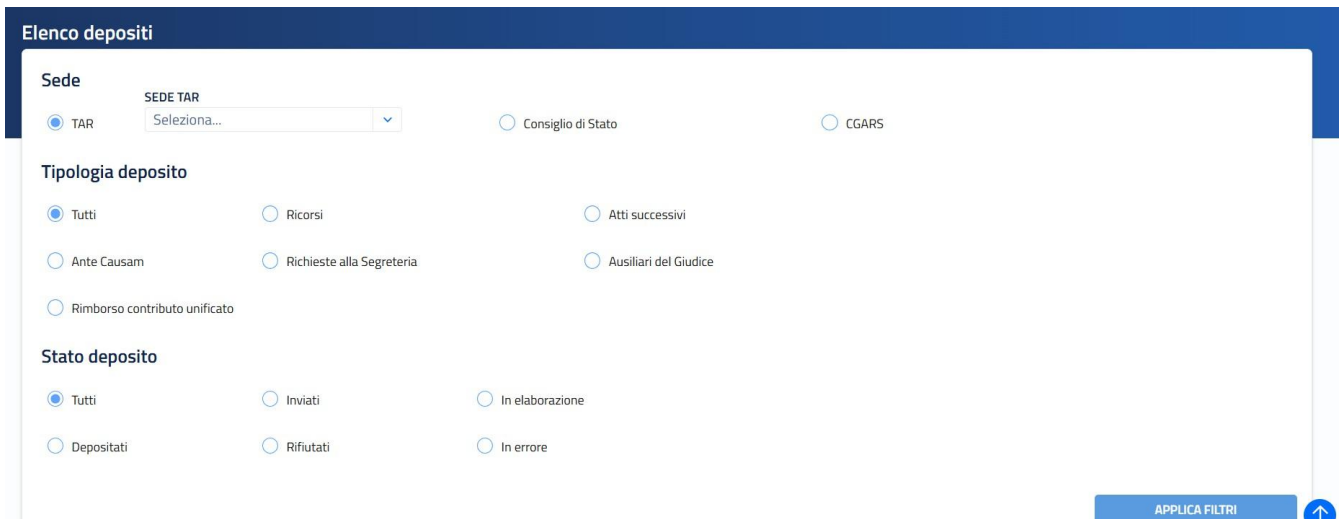 Elenco depositi
Sede
SEDE TAR
TAR Seleziona... Consiglio di Stato CGARS
Tipologia deposito
Tutti Ricorsi Atti successivi
Ante Causam Richieste alla Segreteria Ausiliari del Giudice
Rimborso contributo unificato
Stato deposito
Tutti Inviati In elaborazione
Depositati Rifiutati In errore
APPLICA FILTRI